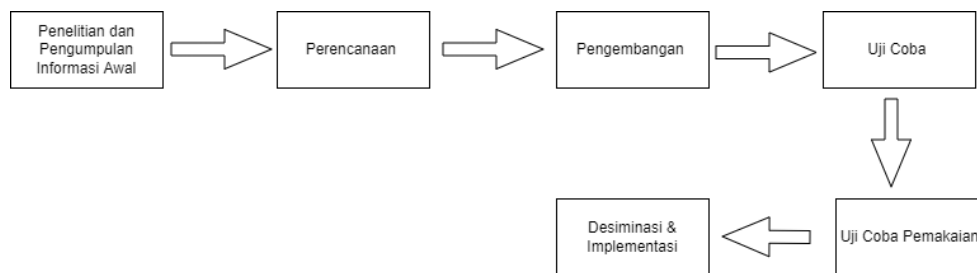 Penelitian dan
Pengumpulan
Informasi Awal
Perencanaan
Pengembangan
Uji Coba
Uji Coba Pemakaian
Desiminasi &
Implementasi